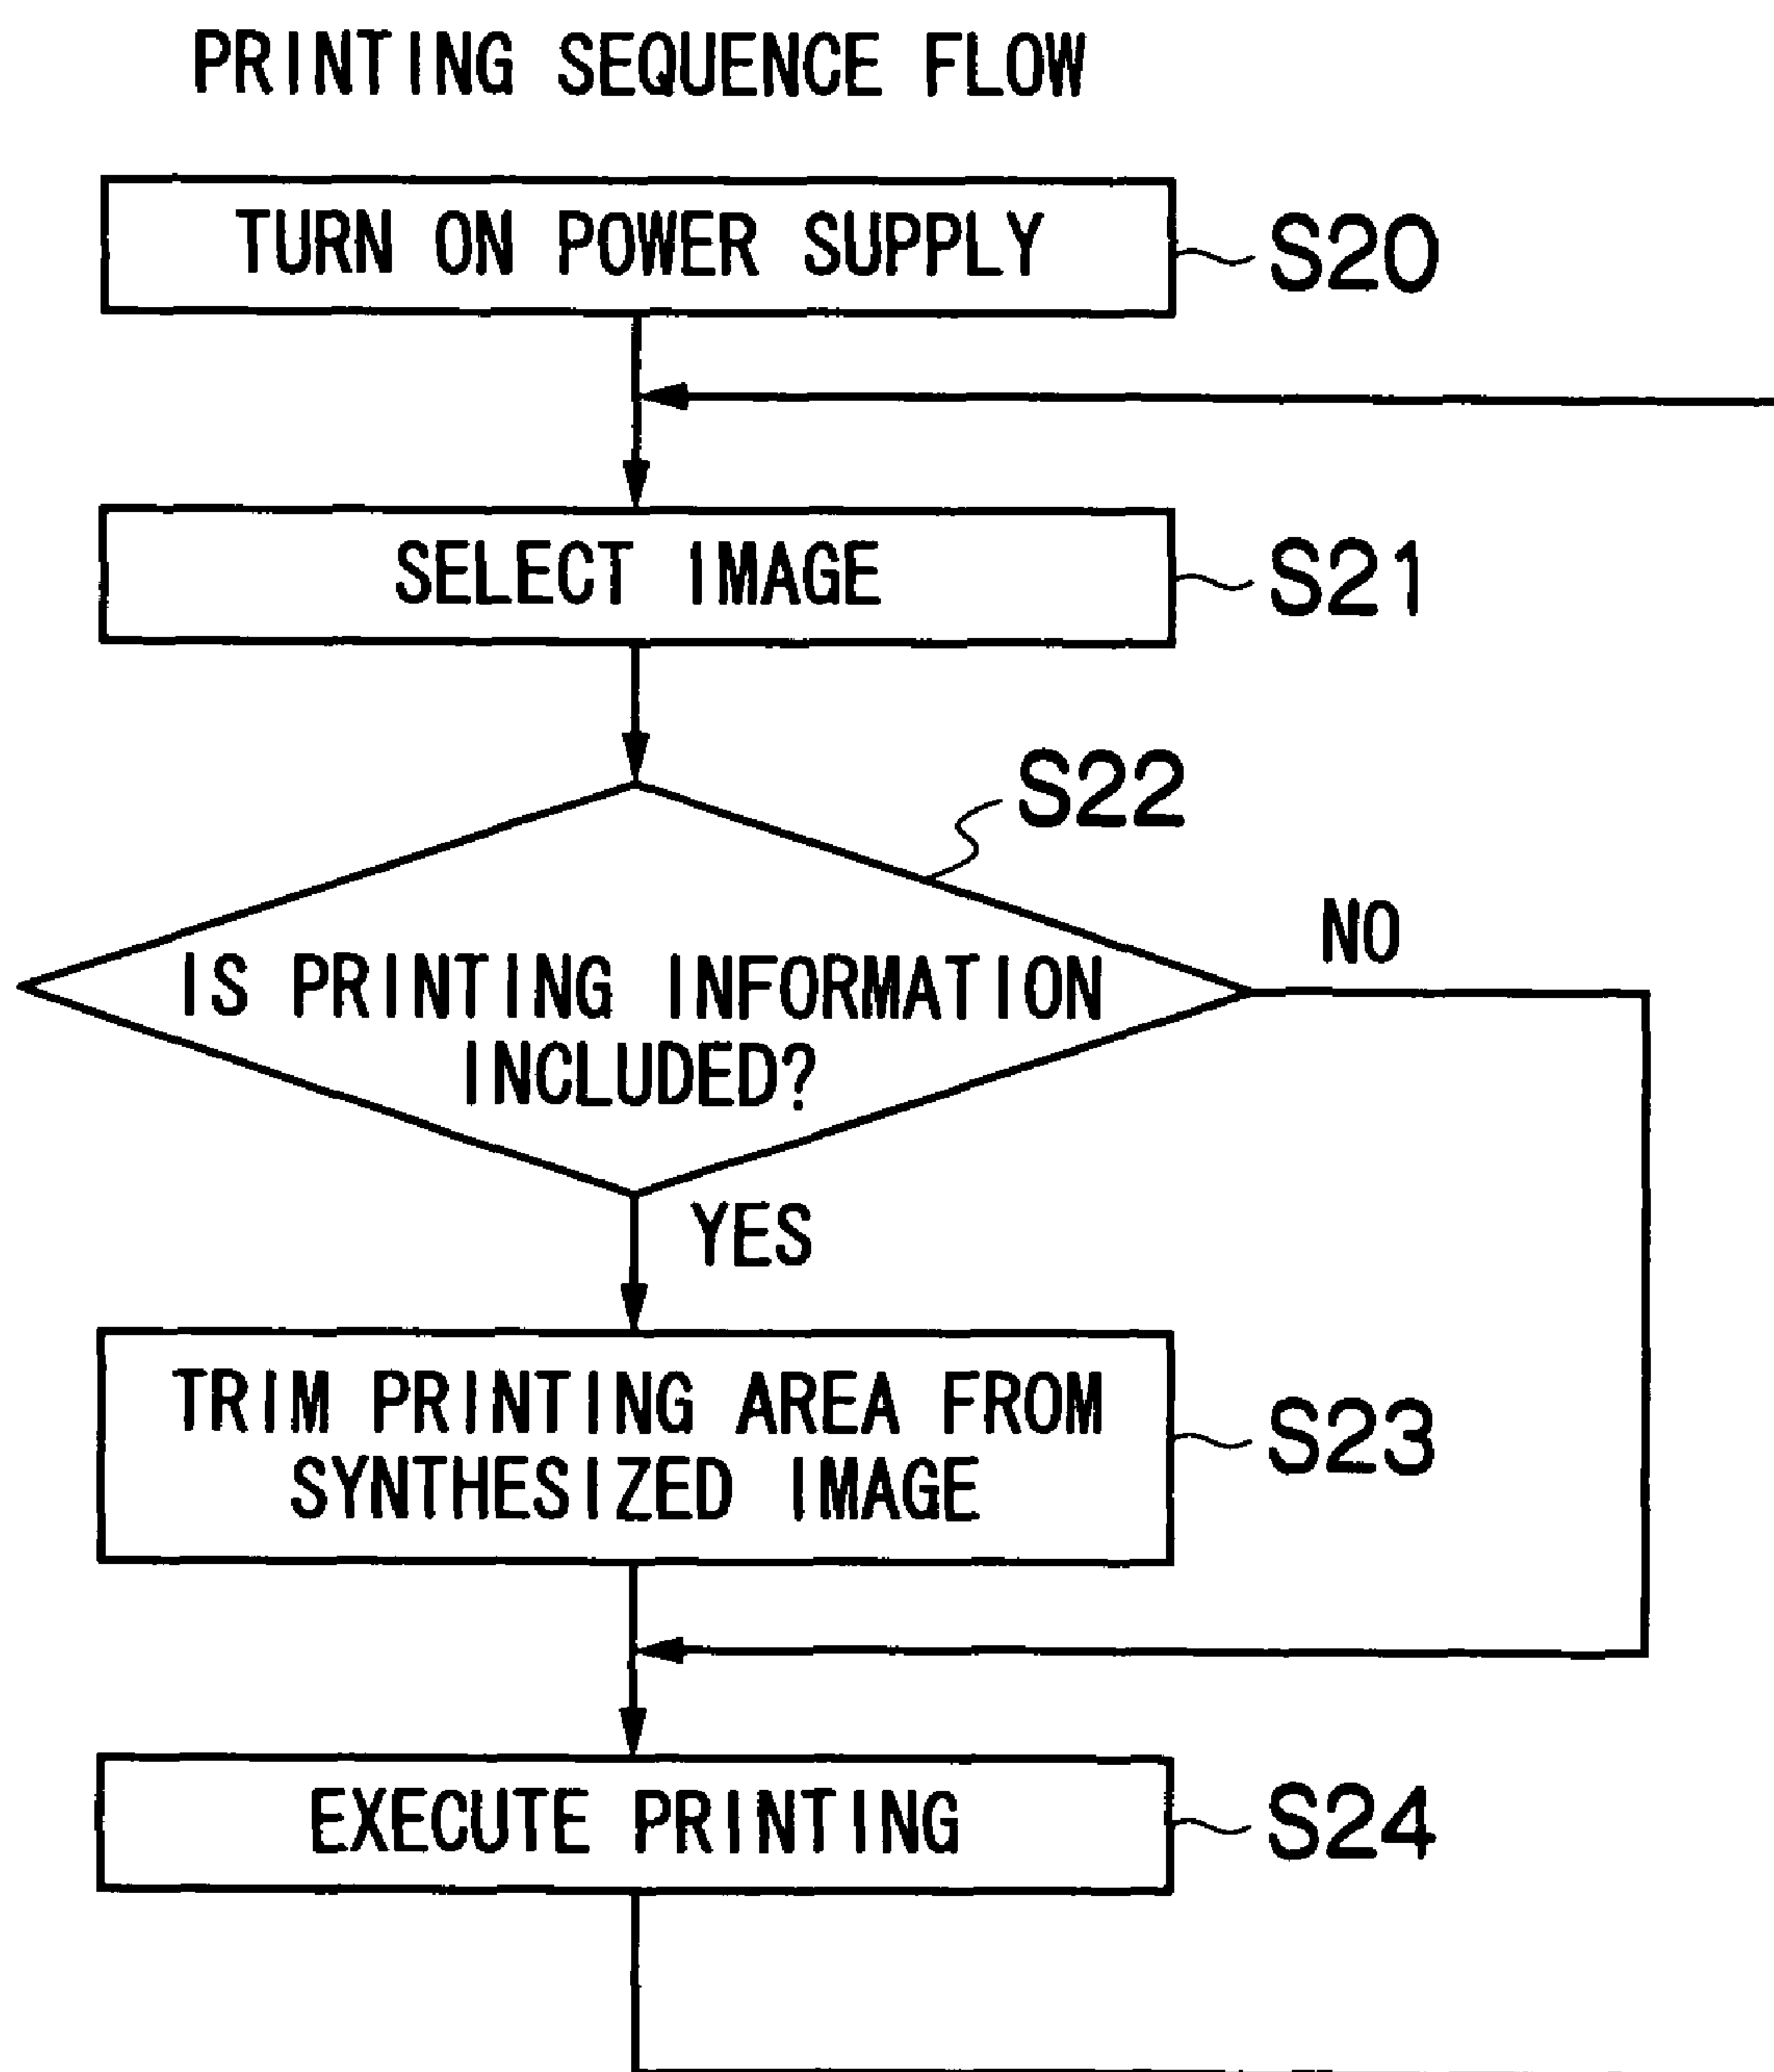 PRINTING SEQUENCE FLOW
TURN ON POWER SUPPLY
S20
SELECT IMAGE
S21
S22
NO
IS PRINTING INFORMATION
INCLUDED?
YES
TRIM PRINTING AREA FROM
SYNTHESIZED IMAGE
S23
EXECUTE PRINTING
S24